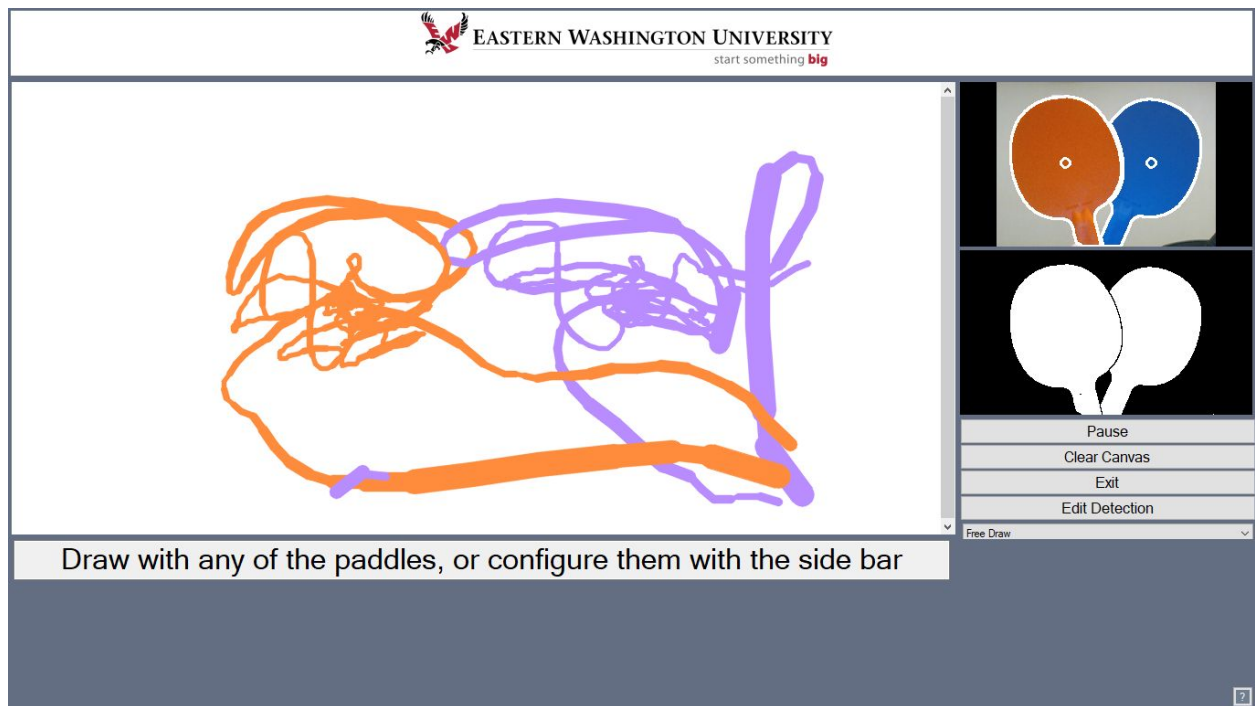 EASTERN WASHINGTON UNIVERSITY
start something big
Pause
Clear Canvas
Exit
Edit Detection
Free Draw
Draw with any of the paddles, or configure them with the side bar
?